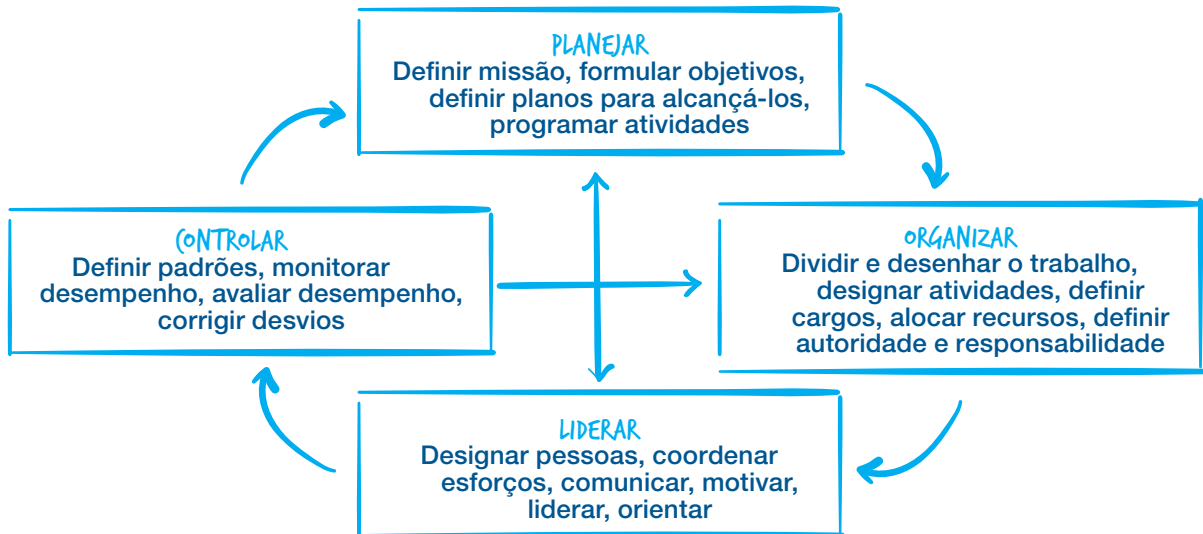 PLANEJAR
Definir missão, formular objetivos,
definir planos para alcançá-los,
programar atividades
CONTROLAR
Definir padrões, monitorar
desempenho, avaliar desempenho,
corrigir desvios
ORGANIZAR
Dividir e desenhar o trabalho,
designar atividades, definir
cargos, alocar recursos, definir
autoridade e responsabilidade
LIDERAR
Designar pessoas, coordenar
esforços, comunicar, motivar,
liderar, orientar